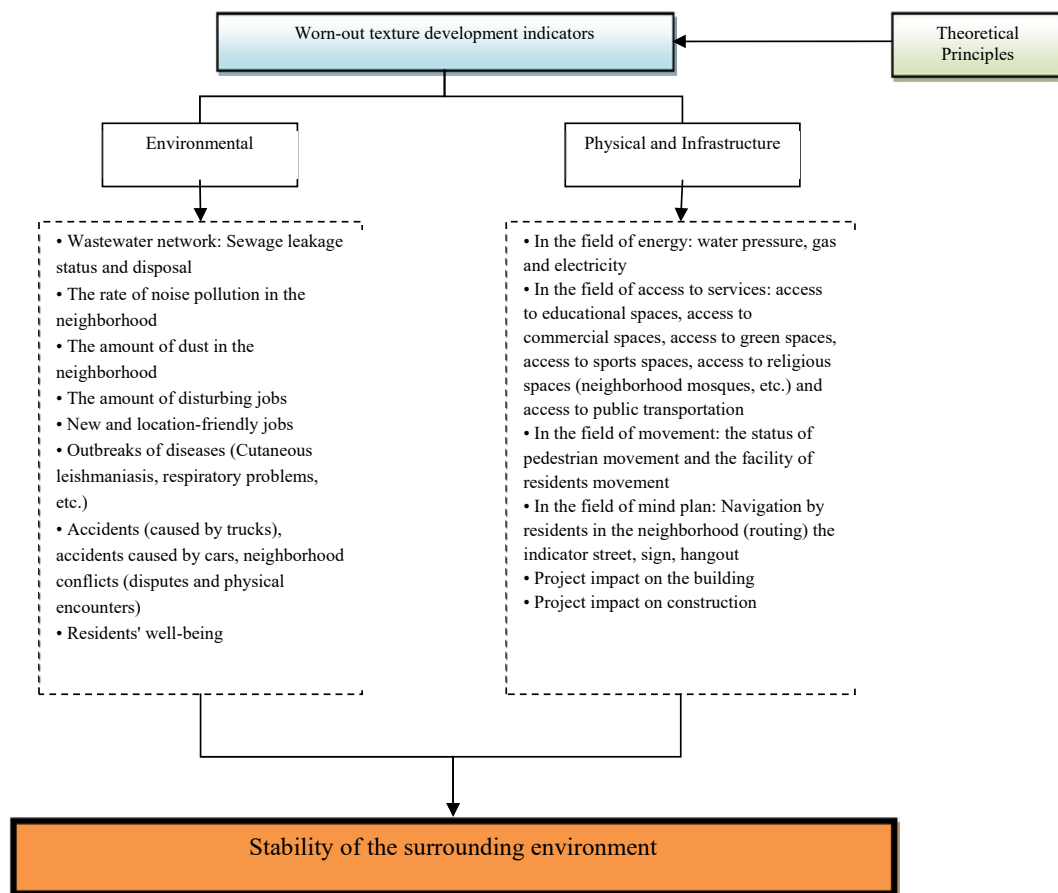 Worn-out texture development indicators
Theoretical
Principles
Environmental
Physical and Infrastructure
• Wastewater network: Sewage leakage
status and disposal
• The rate of noise pollution in the
neighborhood
• The amount of dust in the
neighborhood
• The amount of disturbing jobs
• New and location-friendly jobs
• Outbreaks of diseases (Cutaneous
leishmaniasis, respiratory problems,
etc.)
• Accidents (caused by trucks),
accidents caused by cars, neighborhood
conflicts (disputes and physical
encounters)
• Residents' well-being
• In the field of energy: water pressure, gas
and electricity
• In the field of access to services: access
to educational spaces, access to
commercial spaces, access to green spaces,
access to sports spaces, access to religious
spaces (neighborhood mosques, etc.) and
access to public transportation
• In the field of movement: the status of
pedestrian movement and the facility of
residents movement
• In the field of mind plan: Navigation by
residents in the neighborhood (routing) the
indicator street, sign, hangout
• Project impact on the building
• Project impact on construction
Stability of the surrounding environment